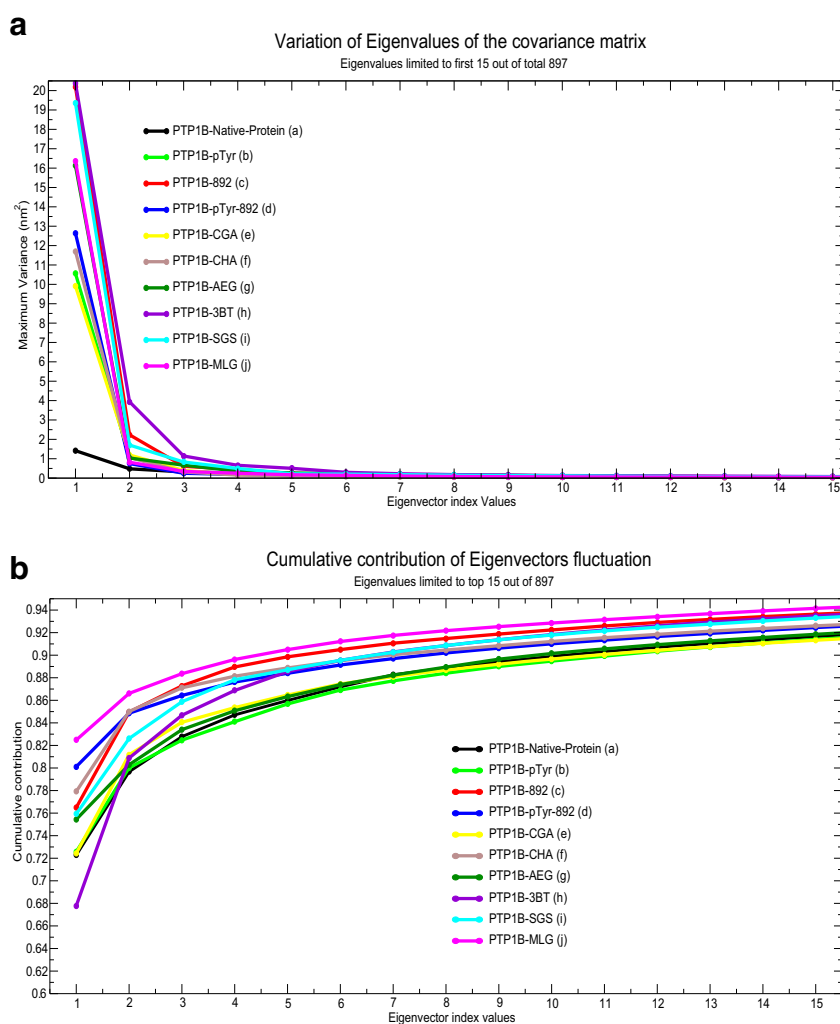 a
Variation of Eigenvalues of the covariance matrix
Eigenvalues limited to first 15 out of total 897
20
19
18
17
16
15
14
13
12
11
10
9
8
7
6
5
4
3
2
1
0
Maximum Variance (nm²)
PTP1B-Native-Protein (a)
PTP1B-pTyr (b)
PTP1B-892 (c)
PTP1B-pTyr-892 (d)
PTP1B-CGA (e)
PTP1B-CHA (f)
PTP1B-AEG (g)
PTP1B-3BT (h)
PTP1B-SGS (i)
PTP1B-MLG (j)
1 2 3 4 5 6 7 8 9 10 11 12 13 14 15
Eigenvector index Values
b
Cumulative contribution of Eigenvectors fluctuation
Eigenvalues limited to top 15 out of 897
0.94
0.92
0.9
0.88
0.86
0.84
0.82
0.8
0.78
0.76
0.74
0.72
0.7
0.68
0.66
0.64
0.62
0.6
Cumulative contribution
PTP1B-Native-Protein (a)
PTP1B-pTyr (b)
PTP1B-892 (c)
PTP1B-pTyr-892 (d)
PTP1B-CGA (e)
PTP1B-CHA (f)
PTP1B-AEG (g)
PTP1B-3BT (h)
PTP1B-SGS (i)
PTP1B-MLG (j)
1 2 3 4 5 6 7 8 9 10 11 12 13 14 15
Eigenvector index values